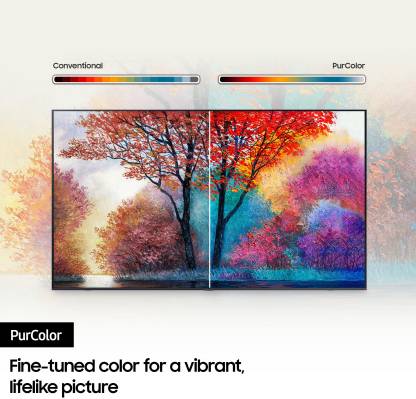 Conventional
PurColor
PurColor
Fine-tuned color for a vibrant,
lifelike picture